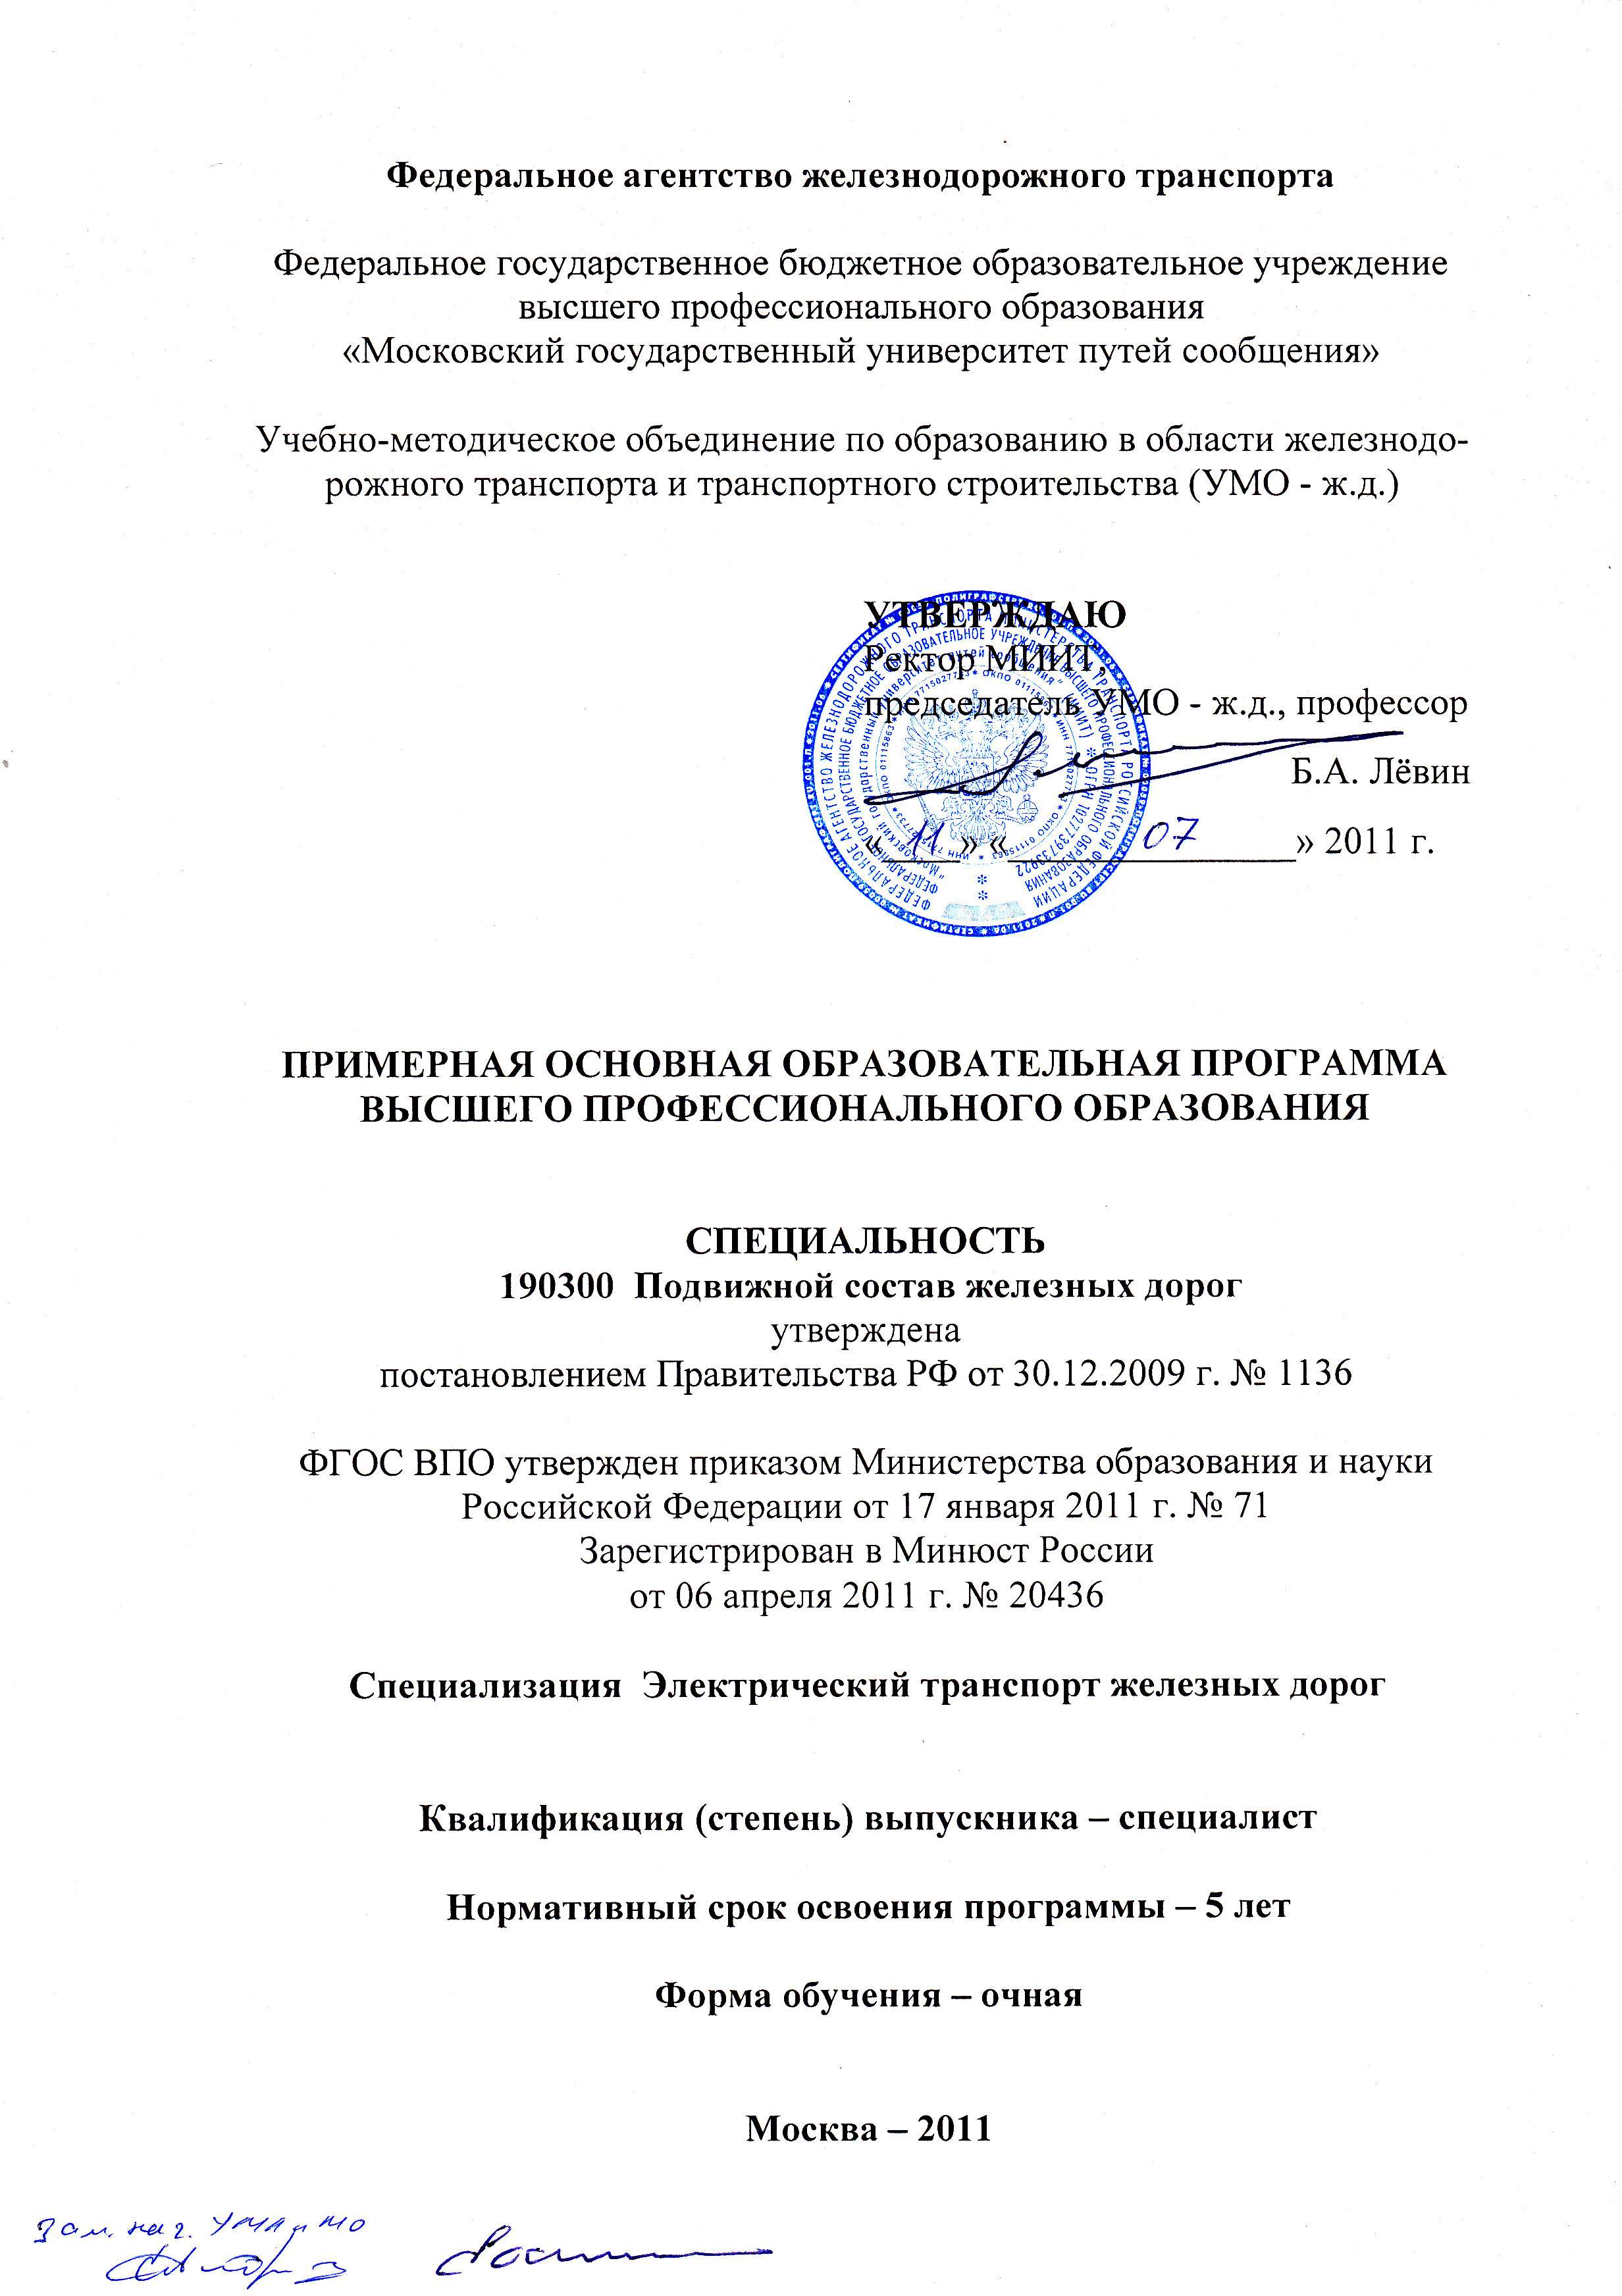 Федеральное агентство железнодорожного транспорта
Федеральное государственное бюджетное образовательное учреждение
высшего профессионального образования
«Московский государственный университет путей сообщения»
Учебно-методическое объединение по образованию в области железнодо-
рожного транспорта и транспортного строительства (УМО - ж.д.)
УТВЕРЖДАЮ
Ректор МИИТ,
председатель УМО - ж.д., профессор
Б.А. Лёвин
«11» «07» 2011 г.
ПРИМЕРНАЯ ОСНОВНАЯ ОБРАЗОВАТЕЛЬНАЯ ПРОГРАММА
ВЫСШЕГО ПРОФЕССИОНАЛЬНОГО ОБРАЗОВАНИЯ
СПЕЦИАЛЬНОСТЬ
190300 Подвижной состав железных дорог
утверждена
постановлением Правительства РФ от 30.12.2009 г. № 1136
ФГОС ВПО утвержден приказом Министерства образования и науки
Российской Федерации от 17 января 2011 г. № 71
Зарегистрирован в Минюст России
от 06 апреля 2011 г. № 20436
Специализация Электрический транспорт железных дорог
Квалификация (степень) выпускника – специалист
Нормативный срок освоения программы – 5 лет
Форма обучения – очная
Москва – 2011
Зам. нач.